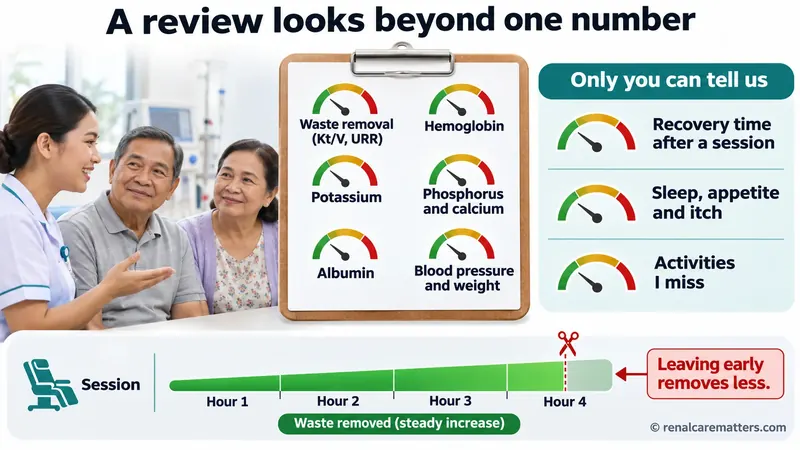 A review looks beyond one number
Waste removal
(Kt/V, URR)
Hemoglobin
Potassium
Phosphorus
and calcium
Albumin
Blood pressure
and weight
Only you can tell us
Recovery time
after a session
Sleep, appetite
and itch
Activities
I miss
Session
Hour 1
Hour 2
Hour 3
Hour 4
Waste removed (steady increase)
Leaving early
removes less.
© renalcarematters.com